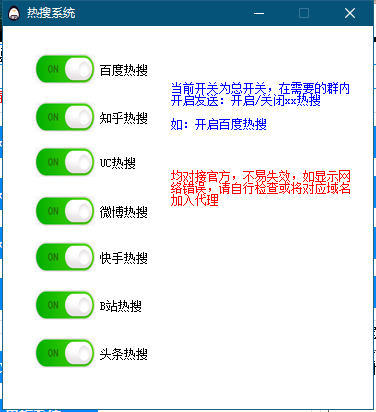 热搜系统
ON 百度热搜
ON 知乎热搜
ON UC热搜
ON 微博热搜
ON 快手热搜
ON B站热搜
ON 头条热搜
当前开关为总开关，在需要的群内
开启发送：开启/关闭xx热搜
如：开启百度热搜
均对接官方，不易失效，如显示网
络错误，请自行检查或将对应域名
加入代理